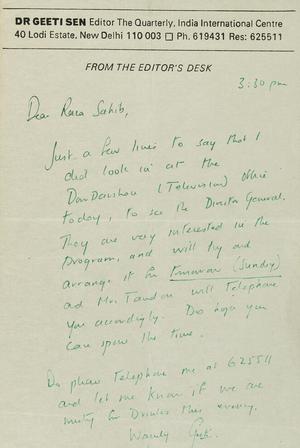 DR GEETI SEN Editor The Quarterly, India International Centre
40 Lodi Estate, New Delhi 110 003 □ Ph. 619431 Res: 625511
FROM THE EDITOR'S DESK
3:30 pm
Dear Raza Sahib,
Just a few lines to say that I
did look in at the
DoorDarshan (Television) Office
today, to see the Director General.
They are very interested in the
program, and will try and
arrange it for tomorrow (Sunday)
and Mr. Tandon will telephone
you accordingly. Do hope you
can spare the time.
Do please telephone me at 625511
and let me know if we are
meeting for Drinks this evening.
Warmly Geeti